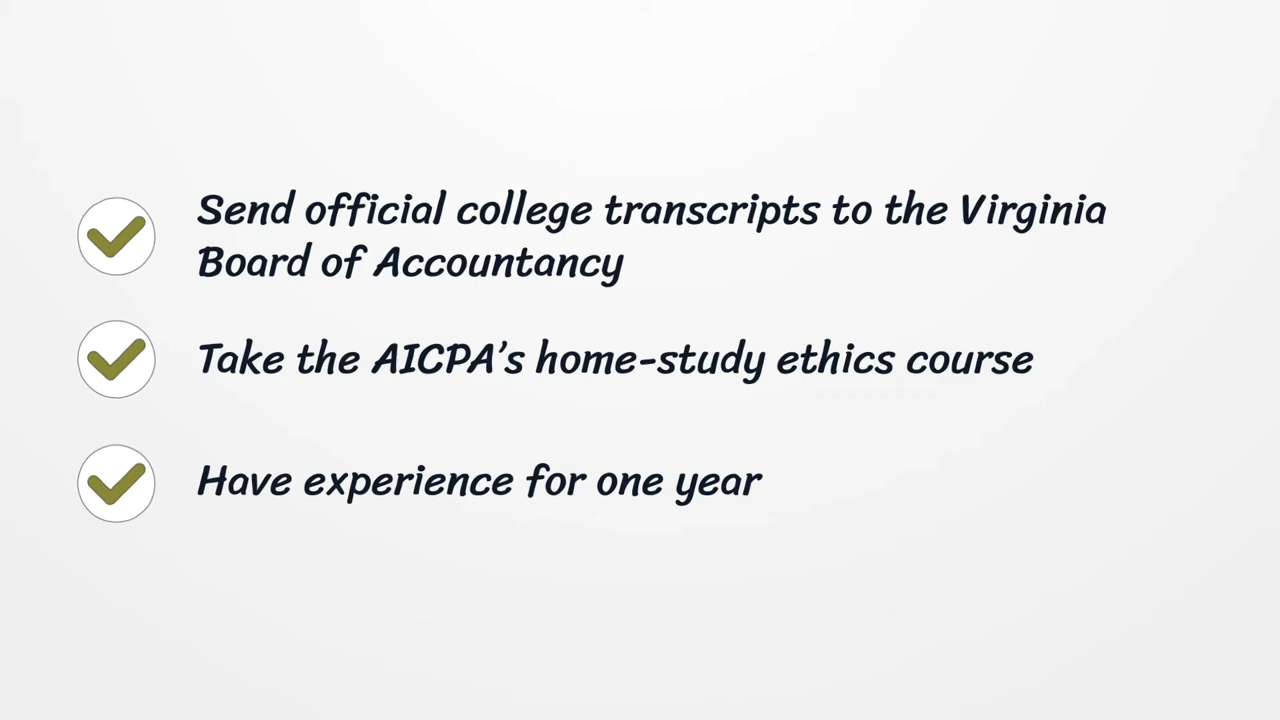 Send official college transcripts to the Virginia
Board of Accountancy
Take the AICPA's home-study ethics course
Have experience for one year